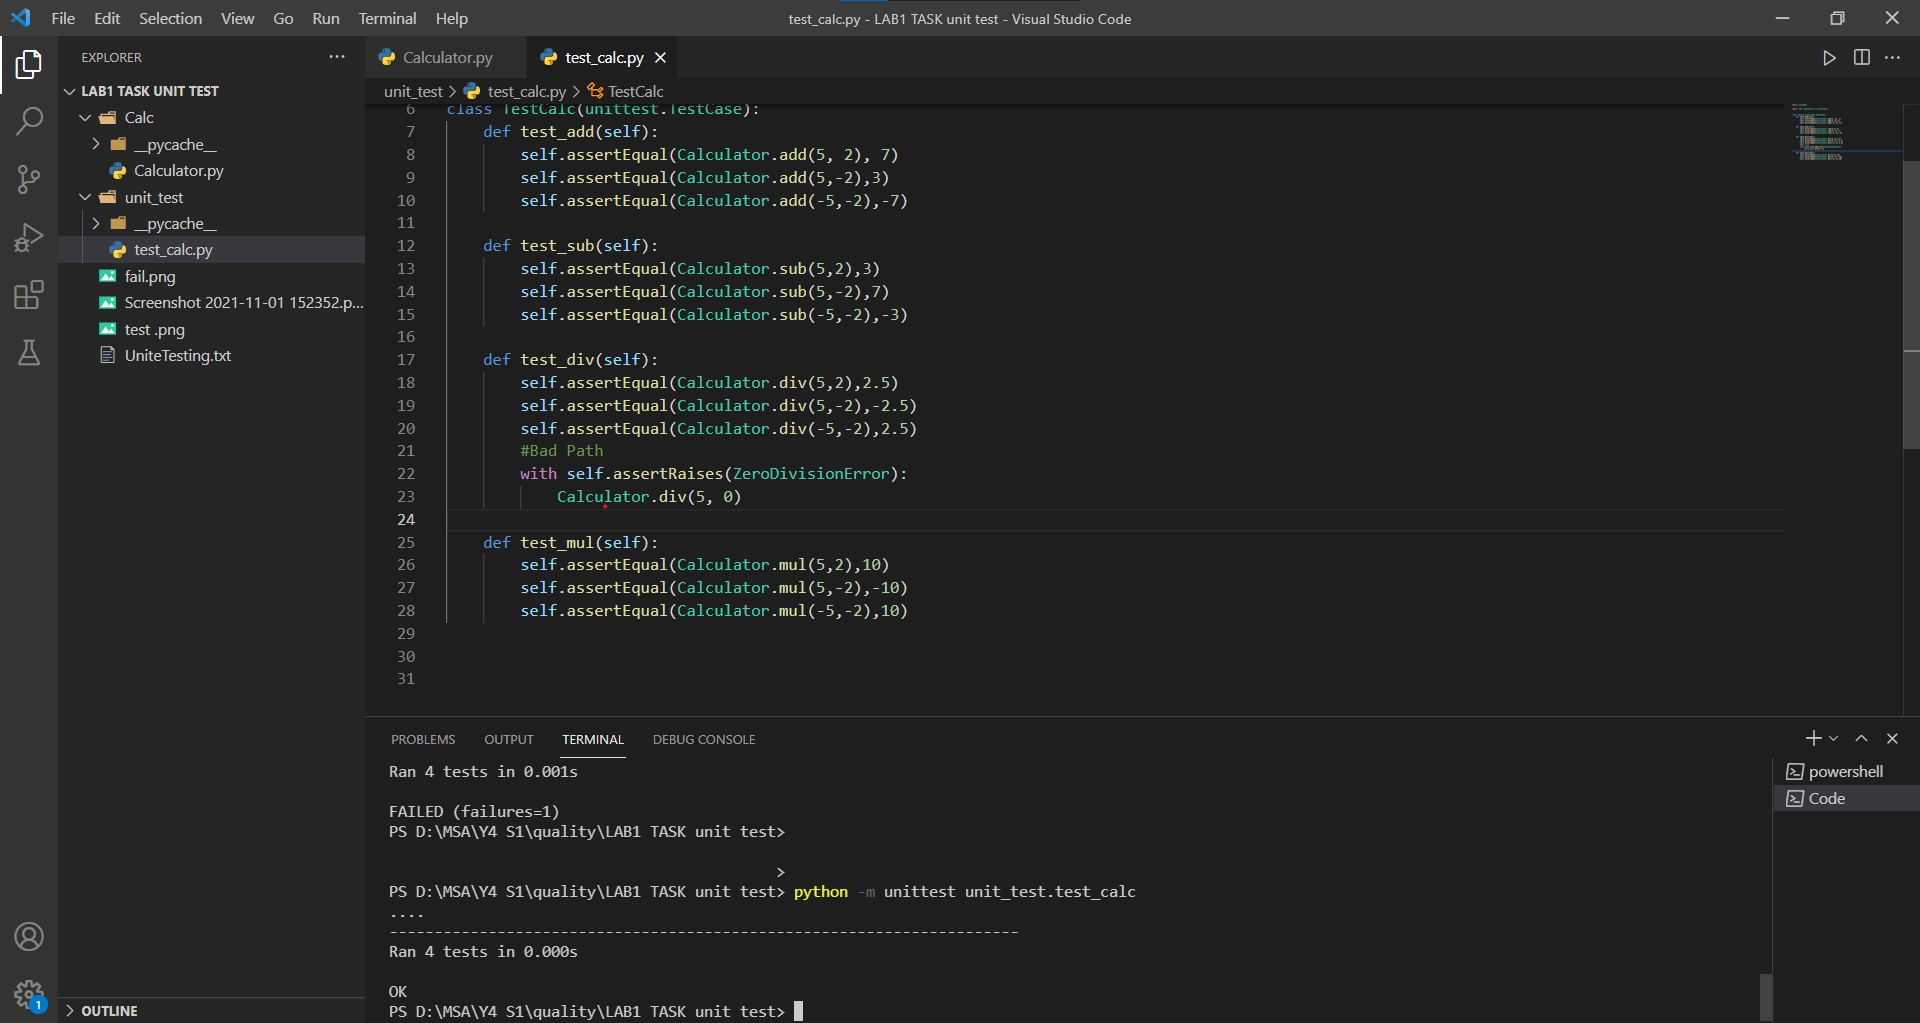 File Edit Selection View Go Run Terminal Help
test_calc.py - LAB1 TASK unit test - Visual Studio Code
EXPLORER
LAB1 TASK UNIT TEST
Calc
__pycache__
Calculator.py
unit_test
__pycache__
test_calc.py
fail.png
Screenshot 2021-11-01 152352.p...
test .png
UniteTesting.txt
OUTLINE
1
Calculator.py
test_calc.py
unit_test > test_calc.py > TestCalc
6 class TestCalc(unittest.TestCase):
7 def test_add(self):
8 self.assertEqual(Calculator.add(5, 2), 7)
9 self.assertEqual(Calculator.add(5,-2),3)
10 self.assertEqual(Calculator.add(-5,-2),-7)
11
12 def test_sub(self):
13 self.assertEqual(Calculator.sub(5,2),3)
14 self.assertEqual(Calculator.sub(5,-2),7)
15 self.assertEqual(Calculator.sub(-5,-2),-3)
16
17 def test_div(self):
18 self.assertEqual(Calculator.div(5,2),2.5)
19 self.assertEqual(Calculator.div(5,-2),-2.5)
20 self.assertEqual(Calculator.div(-5,-2),2.5)
21 #Bad Path
22 with self.assertRaises(ZeroDivisionError):
23 Calculator.div(5, 0)
24
25 def test_mul(self):
26 self.assertEqual(Calculator.mul(5,2),10)
27 self.assertEqual(Calculator.mul(5,-2),-10)
28 self.assertEqual(Calculator.mul(-5,-2),10)
29
30
31
PROBLEMS OUTPUT TERMINAL DEBUG CONSOLE
Ran 4 tests in 0.001s
FAILED (failures=1)
PS D:\MSA\Y4 S1\quality\LAB1 TASK unit test>
>
PS D:\MSA\Y4 S1\quality\LAB1 TASK unit test> python -m unittest unit_test.test_calc
....
----------------------------------------------------------------------
Ran 4 tests in 0.000s
OK
PS D:\MSA\Y4 S1\quality\LAB1 TASK unit test>
powershell
Code